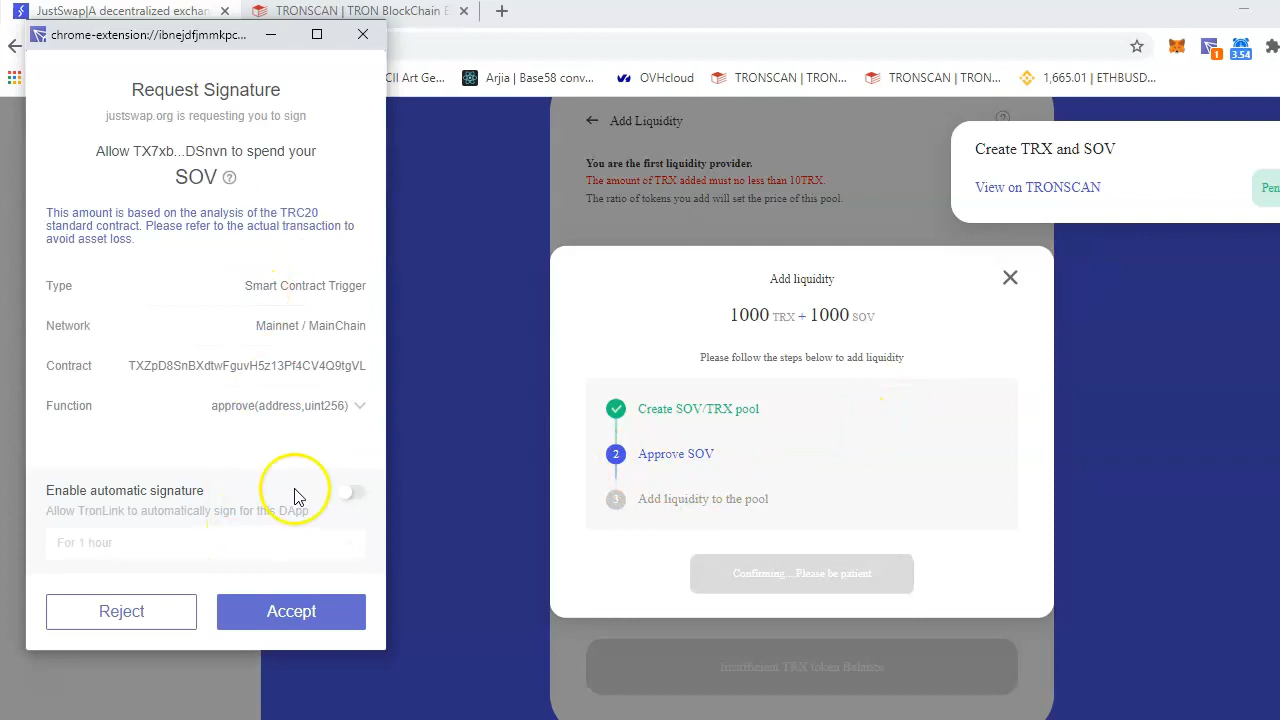 JustSwap|A decentralized exchan
TRONSCAN | TRON BlockChain E
chrome-extension://ibnejdfjmmkpc...
1
3.54
CII Art Ge...
Arjia | Base58 conv...
OVHcloud
TRONSCAN | TRON...
TRONSCAN | TRON...
1,665.01 | ETHBUSD...
Request Signature
justswap.org is requesting you to sign
Allow TX7xb...DSnvn to spend your
SOV
This amount is based on the analysis of the TRC20
standard contract. Please refer to the actual transaction to
avoid asset loss.
Type Smart Contract Trigger
Network Mainnet / MainChain
Contract TXZpD8SnBXdtwFguvH5z13Pf4CV4Q9tgVL
Function approve(address,uint256)
Enable automatic signature
Allow TronLink to automatically sign for this DApp
For 1 hour
Reject Accept
Add Liquidity
You are the first liquidity provider.
The amount of TRX added must no less than 10TRX.
The ratio of tokens you add will set the price of this pool.
Create TRX and SOV
View on TRONSCAN
Pen
Add liquidity
1000 TRX + 1000 SOV
Please follow the steps below to add liquidity
Create SOV/TRX pool
2 Approve SOV
3 Add liquidity to the pool
Confirming...Please be patient
Insufficient TRX token Balance